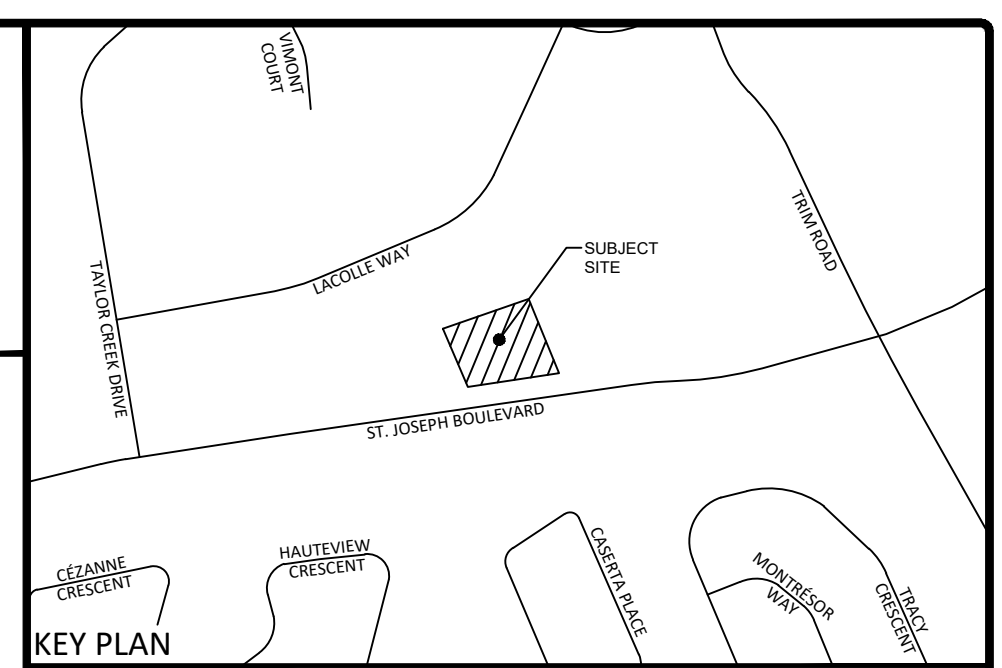 VIMONT
COURT
TRIM ROAD
SUBJECT
SITE
LACOLLE WAY
TAYLOR CREEK DRIVE
ST. JOSEPH BOULEVARD
CÉZANNE
CRESCENT
HAUTEVIEW
CRESCENT
CASERTA PLACE
MONTRÉSOR
WAY
TRACY
CRESCENT
KEY PLAN